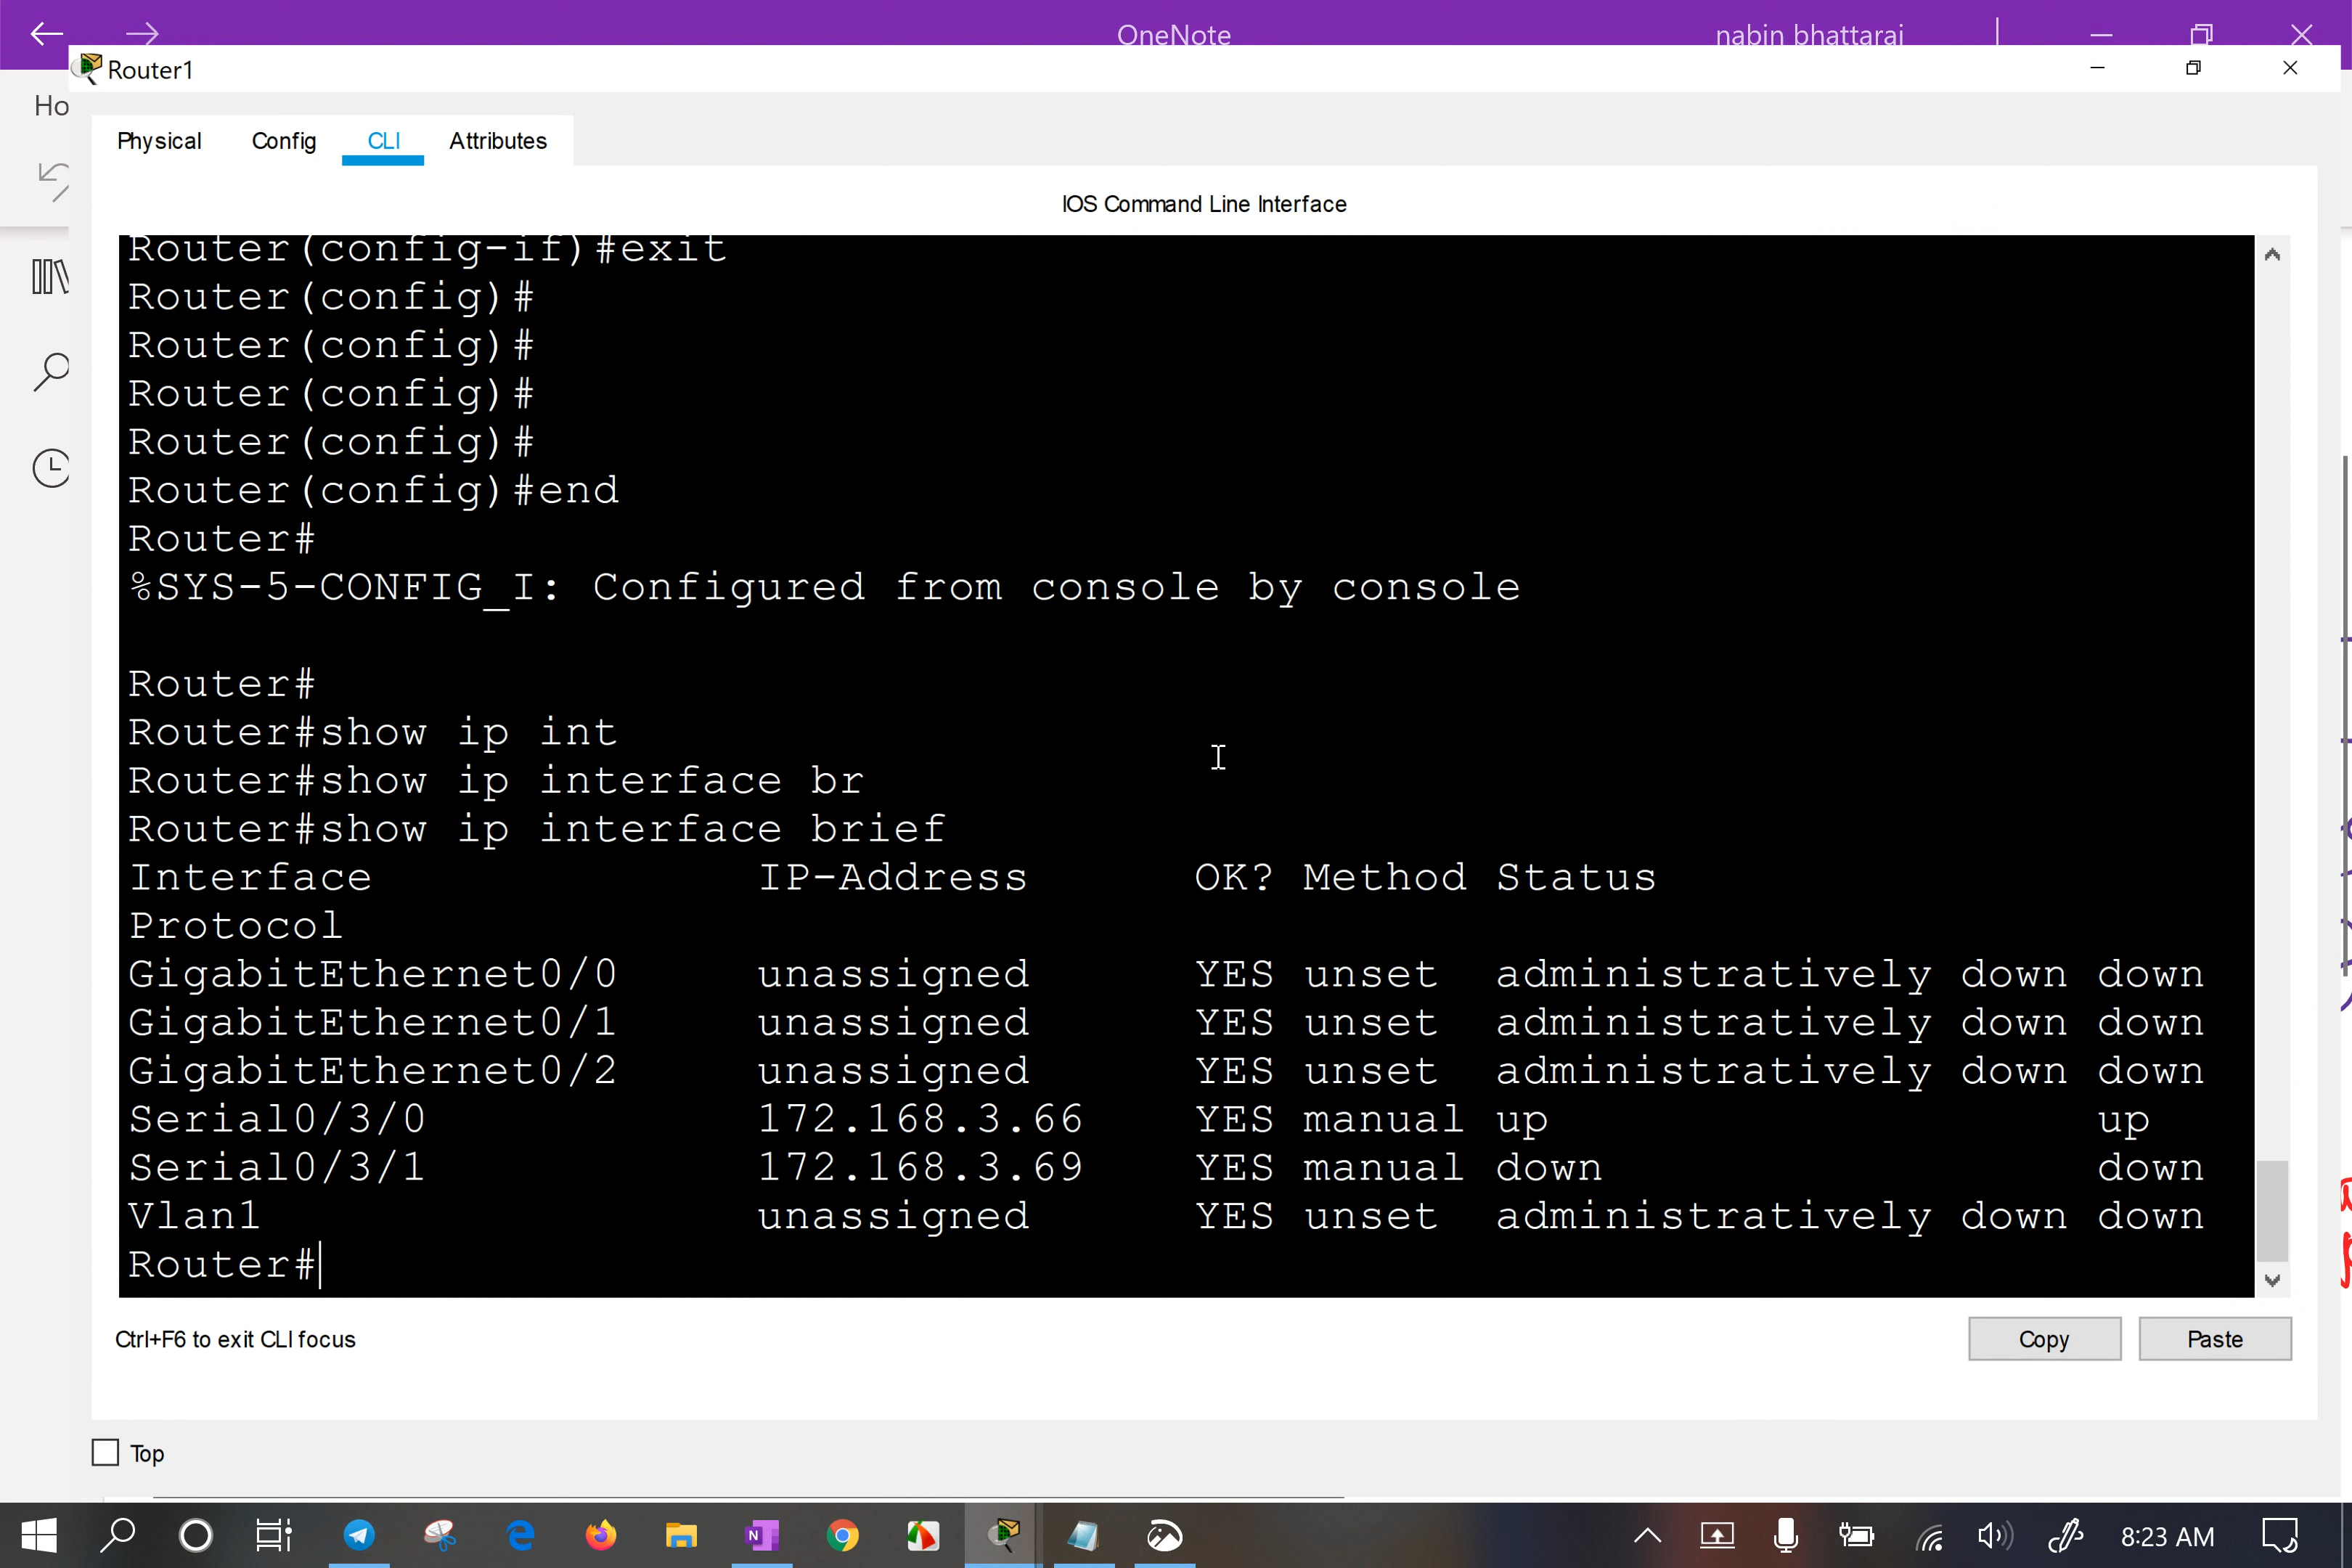 OneNote
nabin bhattarai
Router1
Ho
Physical Config CLI Attributes
IOS Command Line Interface
Router(config-if)#exit
Router(config)#
Router(config)#
Router(config)#
Router(config)#
Router(config)#end
Router#
%SYS-5-CONFIG_I: Configured from console by console
Router#
Router#show ip int
Router#show ip interface br
Router#show ip interface brief
Interface IP-Address OK? Method Status
Protocol
GigabitEthernet0/0 unassigned YES unset administratively down down
GigabitEthernet0/1 unassigned YES unset administratively down down
GigabitEthernet0/2 unassigned YES unset administratively down down
Serial0/3/0 172.168.3.66 YES manual up up
Serial0/3/1 172.168.3.69 YES manual down down
Vlan1 unassigned YES unset administratively down down
Router#
Ctrl+F6 to exit CLI focus
Copy Paste
Top
8:23 AM